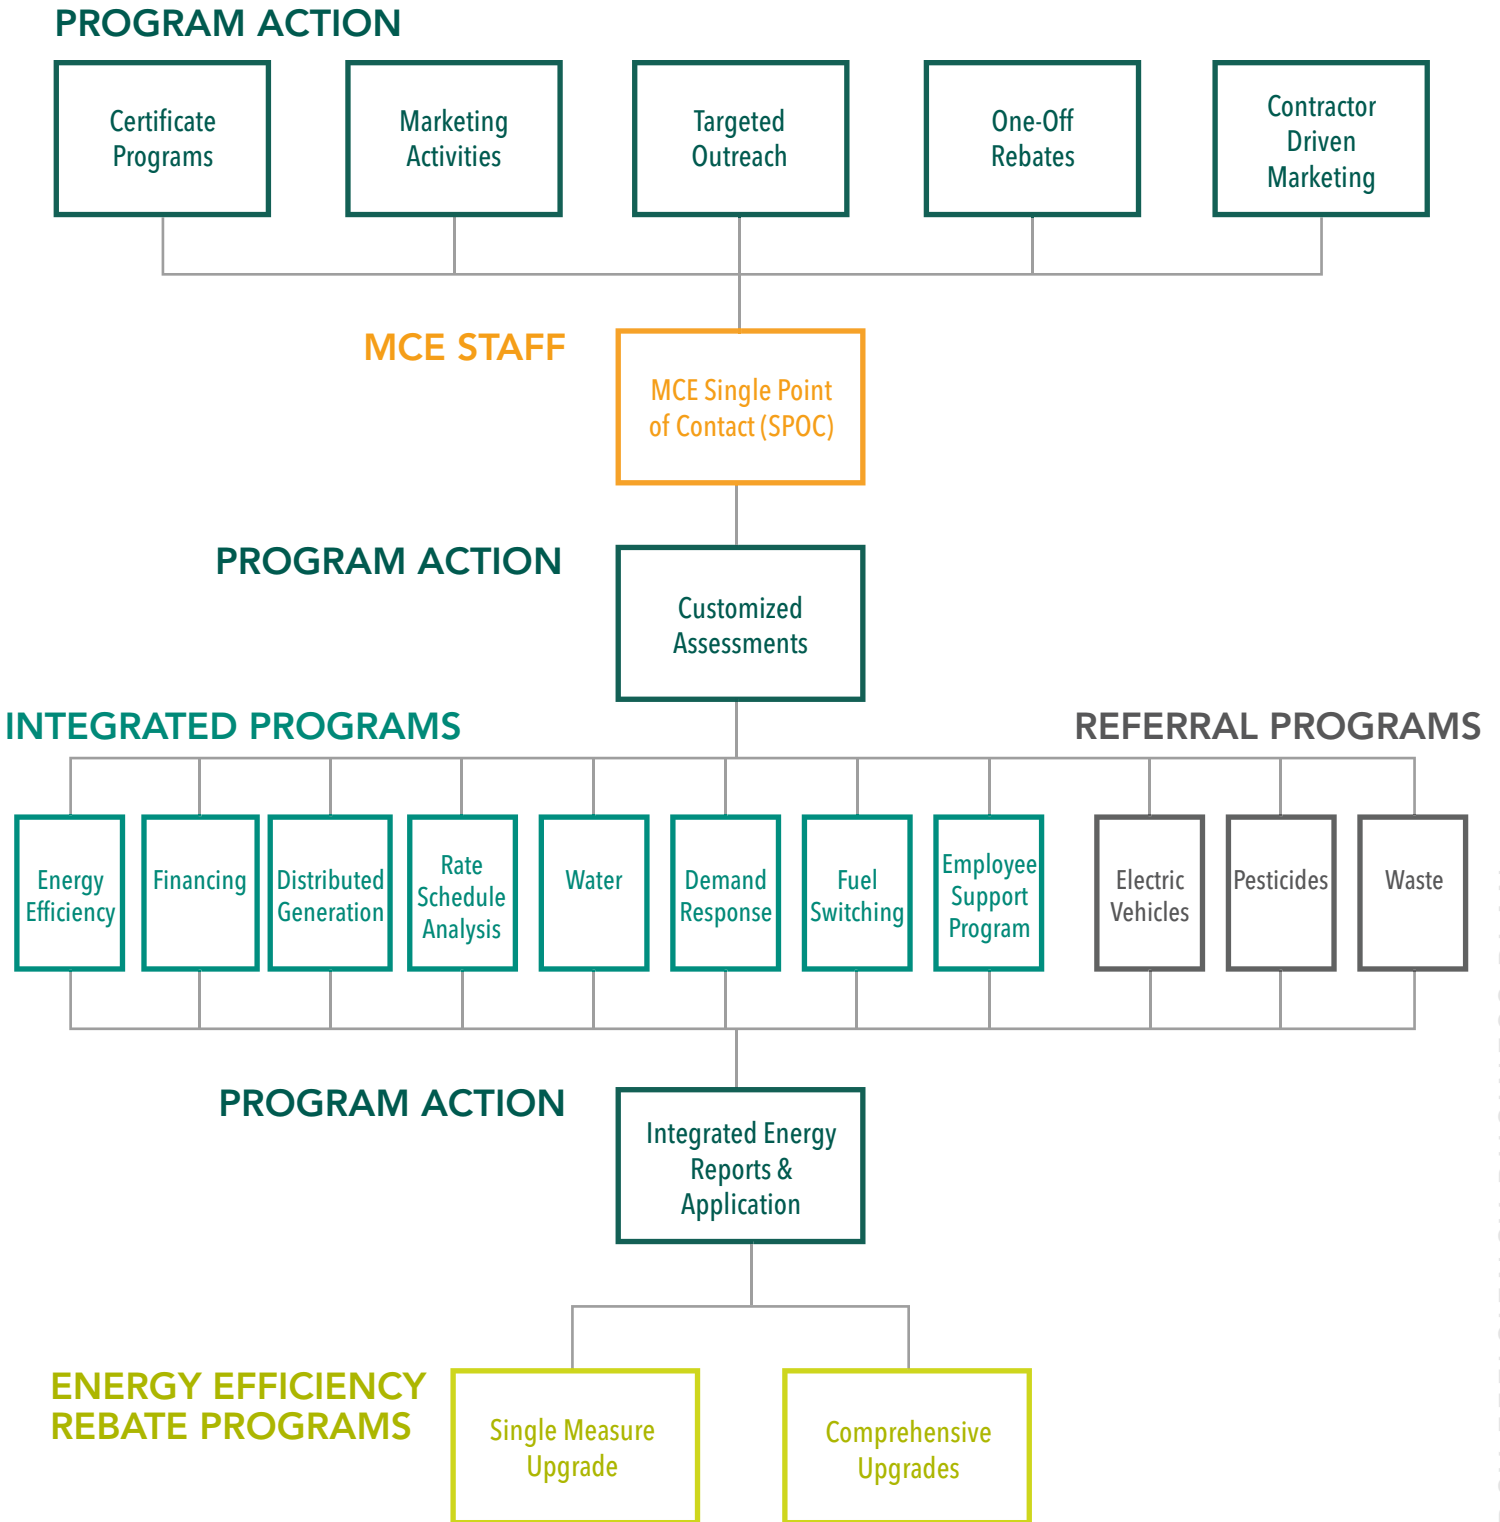 PROGRAM ACTION
Certificate
Programs
Marketing
Activities
Targeted
Outreach
One-Off
Rebates
Contractor
Driven
Marketing
MCE STAFF
MCE Single Point
of Contact (SPOC)
PROGRAM ACTION
Customized
Assessments
INTEGRATED PROGRAMS
REFERRAL PROGRAMS
Energy
Efficiency
Financing
Distributed
Generation
Rate
Schedule
Analysis
Water
Demand
Response
Fuel
Switching
Employee
Support
Program
Electric
Vehicles
Pesticides
Waste
PROGRAM ACTION
Integrated Energy
Reports &
Application
ENERGY EFFICIENCY
REBATE PROGRAMS
Single Measure
Upgrade
Comprehensive
Upgrades